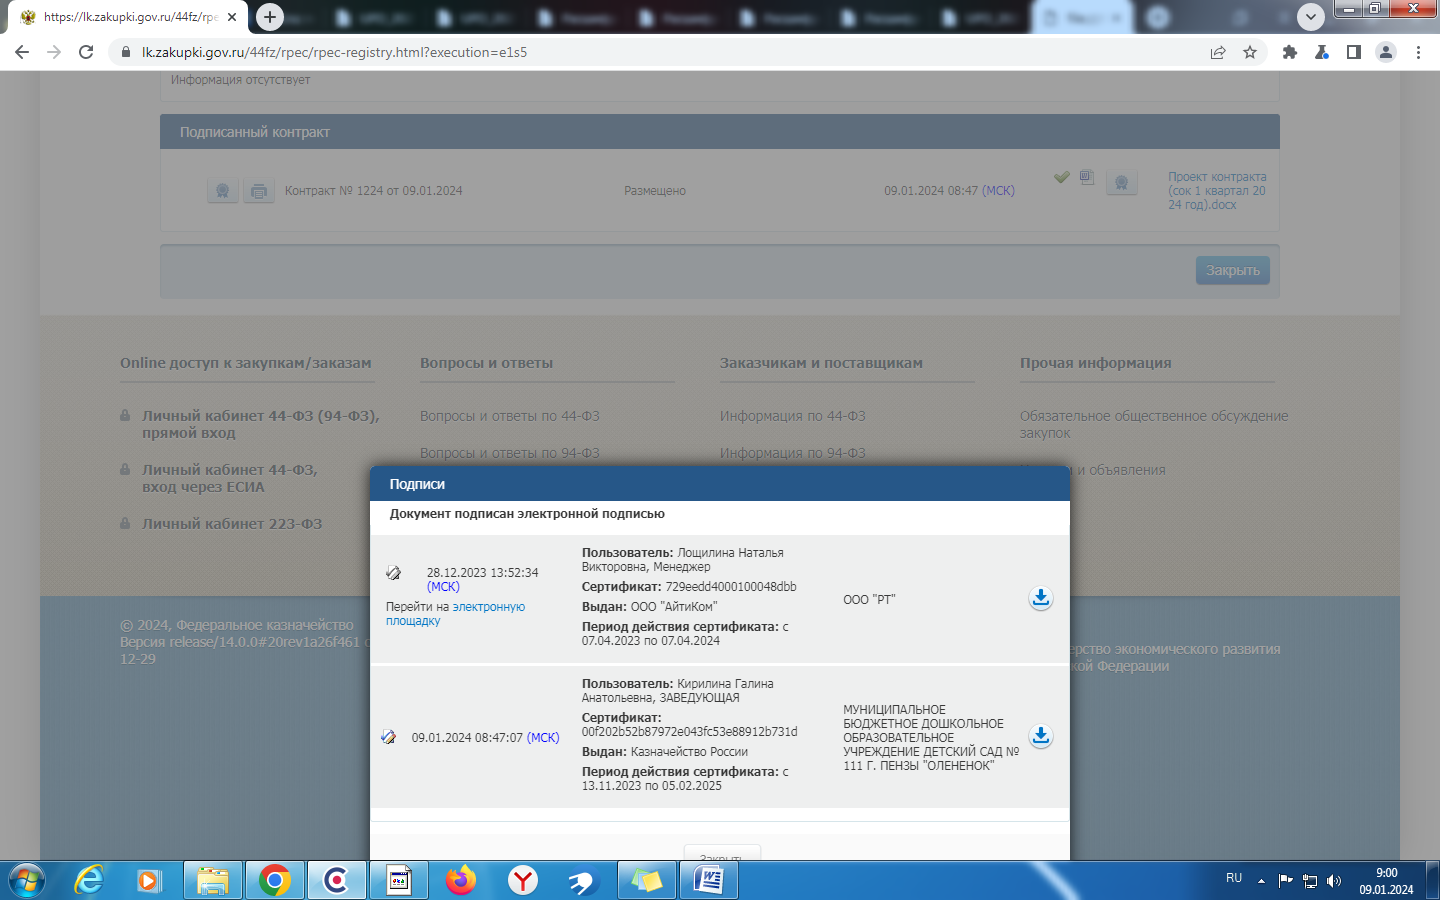 https://lk.zakupki.gov.ru/44fz/rpe
lk.zakupki.gov.ru/44fz/rpec/rpec-registry.html?execution=e1s5
Информация отсутствует
Подписанный контракт
Контракт № 1224 от 09.01.2024
Размещено
09.01.2024 08:47 (МСК)
Проект контракта
(сок 1 квартал 20
24 год).docx
Закрыть
Online доступ к закупкам/заказам
Личный кабинет 44-ФЗ (94-ФЗ),
прямой вход
Личный кабинет 44-ФЗ,
вход через ЕСИА
Личный кабинет 223-ФЗ
Вопросы и ответы
Вопросы и ответы по 44-ФЗ
Вопросы и ответы по 94-ФЗ
Заказчикам и поставщикам
Информация по 44-ФЗ
Информация по 94-ФЗ
Прочая информация
Обязательное общественное обсуждение
закупок
и объявления
Подписи
Документ подписан электронной подписью
28.12.2023 13:52:34
(МСК)
Перейти на электронную
площадку
Пользователь: Лощилина Наталья
Викторовна, Менеджер
Сертификат: 729eedd4000100048dbb
Выдан: ООО "АйтиКом"
Период действия сертификата: с
07.04.2023 по 07.04.2024
ООО "РТ"
09.01.2024 08:47:07 (МСК)
Пользователь: Кирилина Галина
Анатольевна, ЗАВЕДУЮЩАЯ
Сертификат:
00f202b52b87972e043fc53e88912b731d
Выдан: Казначейство России
Период действия сертификата: с
13.11.2023 по 05.02.2025
МУНИЦИПАЛЬНОЕ
БЮДЖЕТНОЕ ДОШКОЛЬНОЕ
ОБРАЗОВАТЕЛЬНОЕ
УЧРЕЖДЕНИЕ ДЕТСКИЙ САД №
111 Г. ПЕНЗЫ "ОЛЕНЕНОК"
Закрыть
© 2024, Федеральное казначейство
Версия release/14.0.0#20rev1a26f461 о
12-29
ерство экономического развития
кой Федерации
RU
9:00
09.01.2024